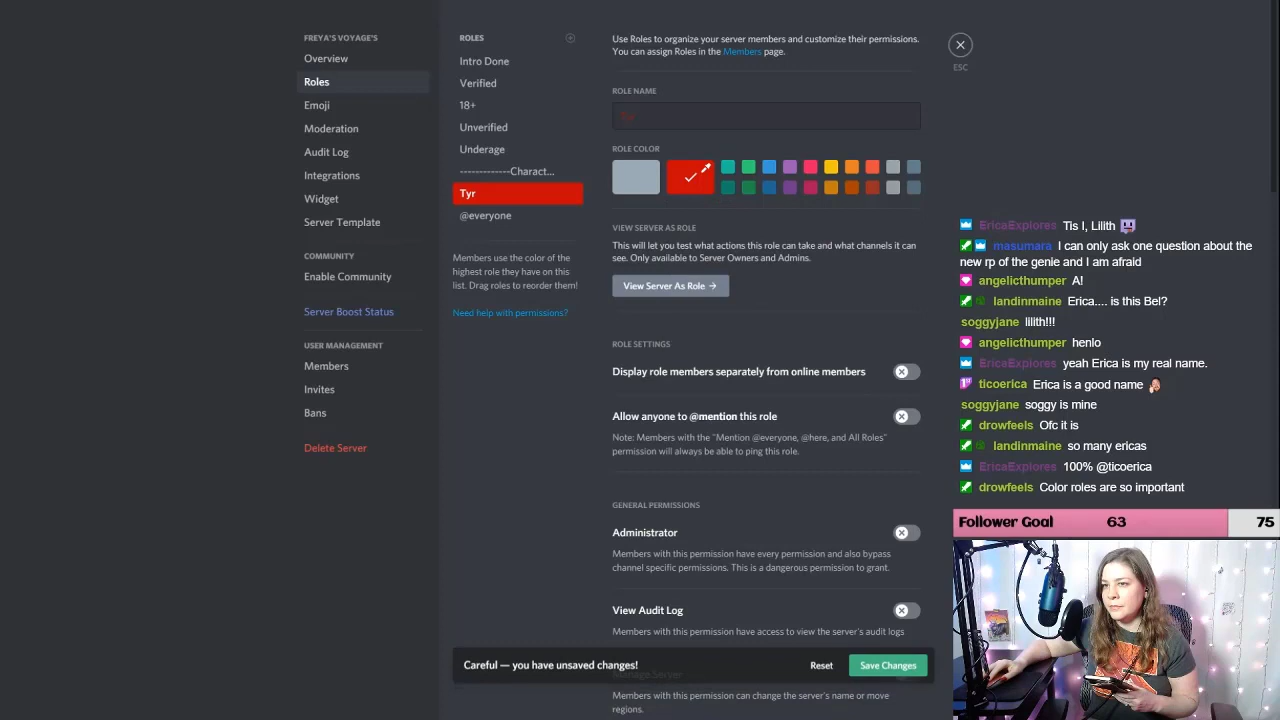 FREYA'S VOYAGE'S
Overview
Roles
Emoji
Moderation
Audit Log
Integrations
Widget
Server Template
COMMUNITY
Enable Community
Server Boost Status
USER MANAGEMENT
Members
Invites
Bans
Delete Server
ROLES
Intro Done
Verified
18+
Unverified
Underage
-------------Charact...
Tyr
@everyone
Members use the color of the
highest role they have on this
list. Drag roles to reorder them!
Need help with permissions?
Use Roles to organize your server members and customize their permissions.
You can assign Roles in the Members page.
ROLE NAME
Tyr
ROLE COLOR
VIEW SERVER AS ROLE
This will let you test what actions this role can take and what channels it can
see. Only available to Server Owners and Admins.
View Server As Role →
ROLE SETTINGS
Display role members separately from online members
Allow anyone to @mention this role
Note: Members with the "Mention @everyone, @here, and All Roles"
permission will always be able to ping this role.
GENERAL PERMISSIONS
Administrator
Members with this permission have every permission and also bypass
channel specific permissions. This is a dangerous permission to grant.
View Audit Log
Members with this permission have access to view the server's audit logs
Careful — you have unsaved changes!
Reset
Save Changes
Manage Server
Members with this permission can change the server's name or move
regions.
ESC
EricaExplores Tis I, Lilith
masumara I can only ask one question about the
new rp of the genie and I am afraid
angelicthumper A!
landinmaine Erica.... is this Bel?
soggyjane lilith!!!
angelicthumper henlo
EricaExplores yeah Erica is my real name.
ticoerica Erica is a good name
soggyjane soggy is mine
drowfeels Ofc it is
landinmaine so many ericas
EricaExplores 100% @ticoerica
drowfeels Color roles are so important
Follower Goal 63 75